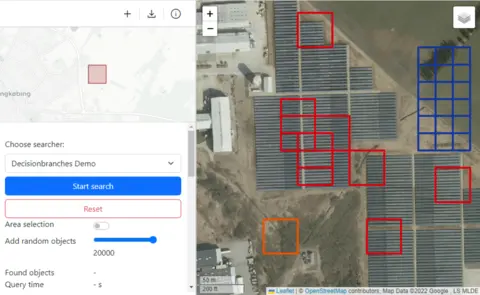 +
−
ngkøbing
Choose searcher:
Decisionbranches Demo
Start search
Reset
Area selection
Add random objects
20000
Found objects -
Query time - s
50 m
200 ft
Leaflet | © OpenStreetMap contributors, Map Data ©2022 Google, LS MLDE